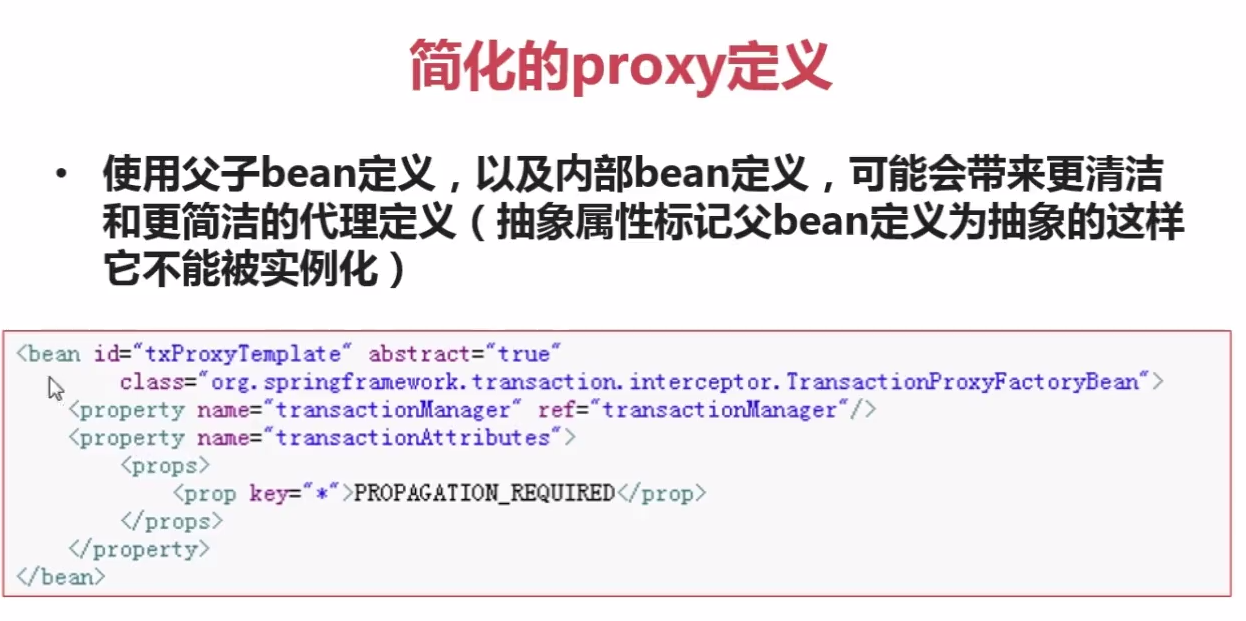 简化的proxy定义
• 使用父子bean定义，以及内部bean定义，可能会带来更清洁
和更简洁的代理定义（抽象属性标记父bean定义为抽象的这样
它不能被实例化）
<bean id="txProxyTemplate" abstract="true"
class="org.springframework.transaction.interceptor.TransactionProxyFactoryBean">
<property name="transactionManager" ref="transactionManager"/>
<property name="transactionAttributes">
<props>
<prop key="*">PROPAGATION_REQUIRED</prop>
</props>
</property>
</bean>